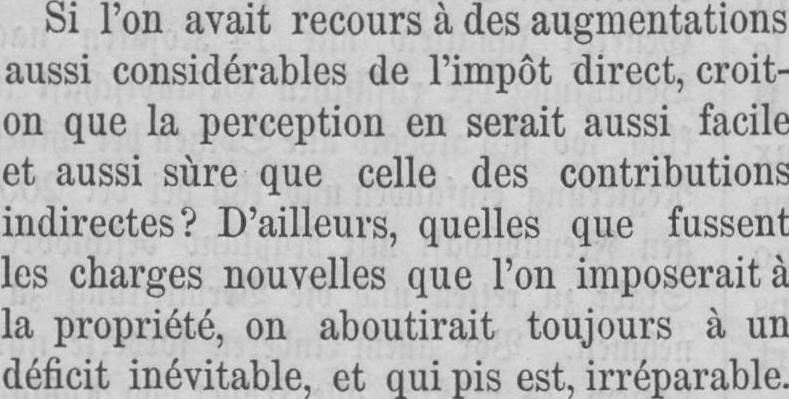 Si l'on avait recours à des augmentations
aussi considérables de l'impôt direct, croit-
on que la perception en serait aussi facile
et aussi sûre que celle des contributions
indirectes? D'ailleurs, quelles que fussent
les charges nouvelles que l'on imposerait à
la propriété, on aboutirait toujours à un
déficit inévitable, et qui pis est, irréparable.